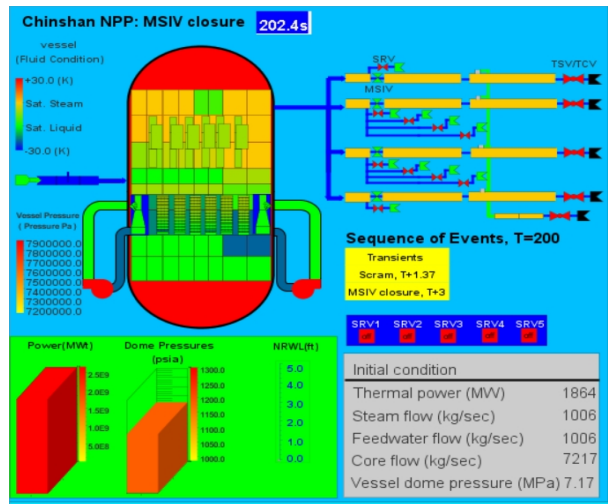 Chinshan NPP: MSIV closure
202.4s
vessel
(Fluid Condition)
+30.0 (K)
Sat. Steam
Sat. Liquid
-30.0 (K)
SRV
MSIV
TSV/TCV
Vessel Pressure
( Pressure Pa)
7900000.0
7800000.0
7700000.0
7600000.0
7500000.0
7400000.0
7300000.0
7200000.0
Sequence of Events, T=200
Transients
Scram, T+1.37
MSIV closure, T+3
SRV1 SRV2 SRV3 SRV4 SRV5
Power(MWt)
2.5E9
2.0E9
1.5E9
1.0E9
5.0E8
Dome Pressures
(psia)
1300.0
1250.0
1200.0
1150.0
1100.0
1050.0
1000.0
NRWL(ft)
5.0
4.0
3.0
2.0
1.0
0.0
Initial condition
Thermal power (MW) 1864
Steam flow (kg/sec) 1006
Feedwater flow (kg/sec) 1006
Core flow (kg/sec) 7217
Vessel dome pressure (MPa) 7.17